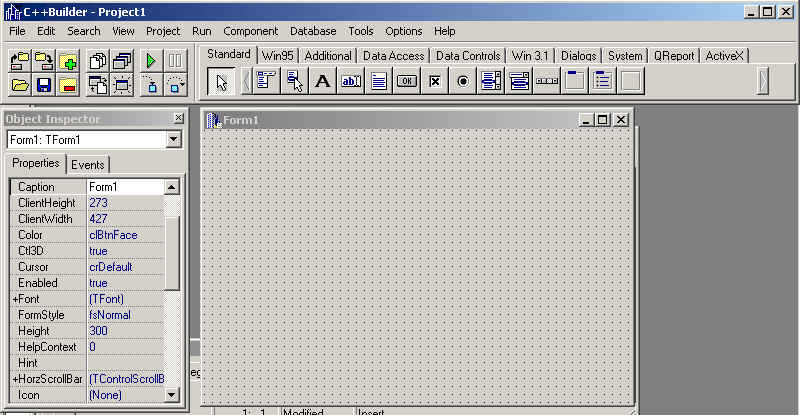 C++Builder - Project1
File Edit Search View Project Run Component Database Tools Options Help
Standard Win95 Additional Data Access Data Controls Win 3.1 Dialogs System QReport ActiveX
A ab OK
Object Inspector
Form1: TForm1
Properties Events
Caption Form1
ClientHeight 273
ClientWidth 427
Color clBtnFace
Ctl3D true
Cursor crDefault
Enabled true
+Font (TFont)
FormStyle fsNormal
Height 300
HelpContext 0
Hint
+HorzScrollBar (TControlScrollB
Icon (None)
Form1
1: 1 Modified Insert